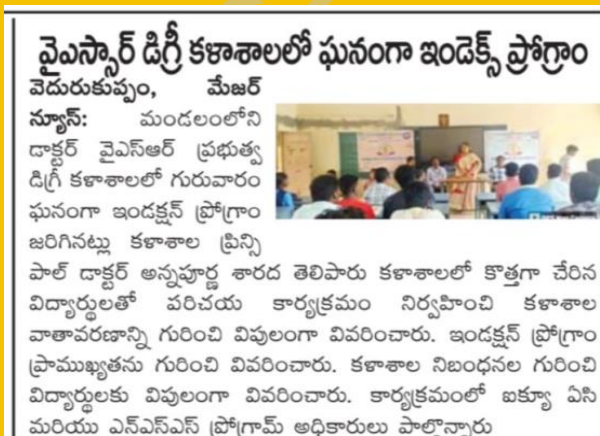 వైఎస్సార్ డిగ్రీ కళాశాలలో ఘనంగా ఇండెక్స్ ప్రోగ్రాం
వెదురుకుప్పం, మేజర్
న్యూస్: మండలంలోని
డాక్టర్ వైఎస్ఆర్ ప్రభుత్వ
డిగ్రీ కళాశాలలో గురువారం
ఘనంగా ఇండక్షన్ ప్రోగ్రాం
జరిగినట్లు కళాశాల ప్రిన్సి
పాల్ డాక్టర్ అన్నపూర్ణ శారద తెలిపారు కళాశాలలో కొత్తగా చేరిన
విద్యార్థులతో పరిచయ కార్యక్రమం నిర్వహించి కళాశాల
వాతావరణాన్ని గురించి విపులంగా వివరించారు. ఇండక్షన్ ప్రోగ్రాం
ప్రాముఖ్యతను గురించి వివరించారు. కళాశాల నిబంధనల గురించి
విద్యార్థులకు విపులంగా వివరించారు. కార్యక్రమంలో ఐక్యూ ఏసి
మరియు ఎన్ఎస్ఎస్ ప్రోగ్రామ్ అధికారులు పాల్గొన్నారు